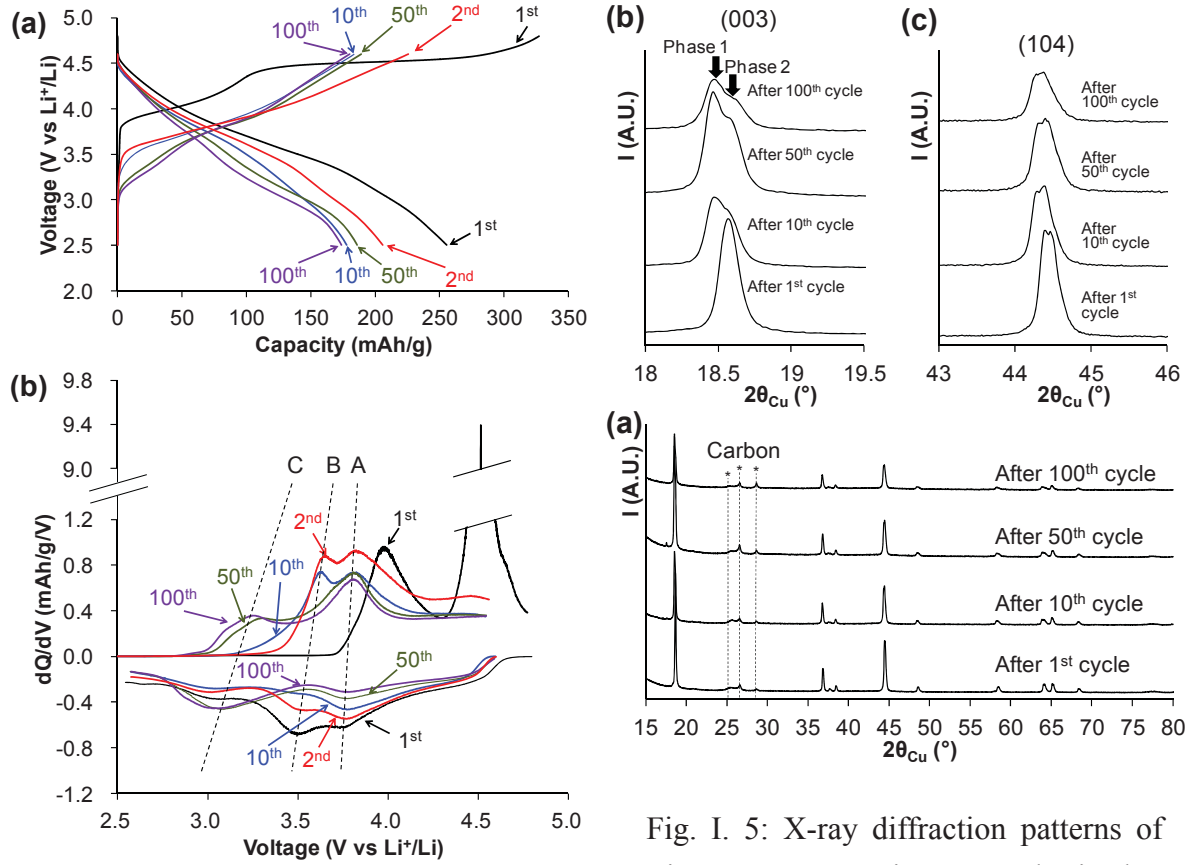 (a)
5.0
4.5
4.0
3.5
3.0
2.5
2.0
Voltage (V vs Li⁺/Li)
100th
10th
50th
2nd
1st
1st
100th
10th
50th
2nd
0 50 100 150 200 250 300 350
Capacity (mAh/g)
(b)
9.8
9.4
9.0
1.2
0.8
0.4
0.0
-0.4
-0.8
-1.2
dQ/dV (mAh/g/V)
C B A
1st
2nd
10th
50th
100th
100th
50th
10th
2nd
1st
2.5 3.0 3.5 4.0 4.5 5.0
Voltage (V vs Li⁺/Li)
(b)
(003)
Phase 1
Phase 2
After 100th cycle
After 50th cycle
After 10th cycle
After 1st cycle
I (A.U.)
18 18.5 19 19.5
2θCu (°)
(c)
(104)
After
100th cycle
After
50th cycle
After
10th cycle
After 1st
cycle
I (A.U.)
43 44 45 46
2θCu (°)
(a)
Carbon
* * *
After 100th cycle
After 50th cycle
After 10th cycle
After 1st cycle
I (A.U.)
15 20 25 30 35 40 45 50 55 60 65 70 75 80
2θCu (°)
Fig. I. 5: X-ray diffraction patterns of